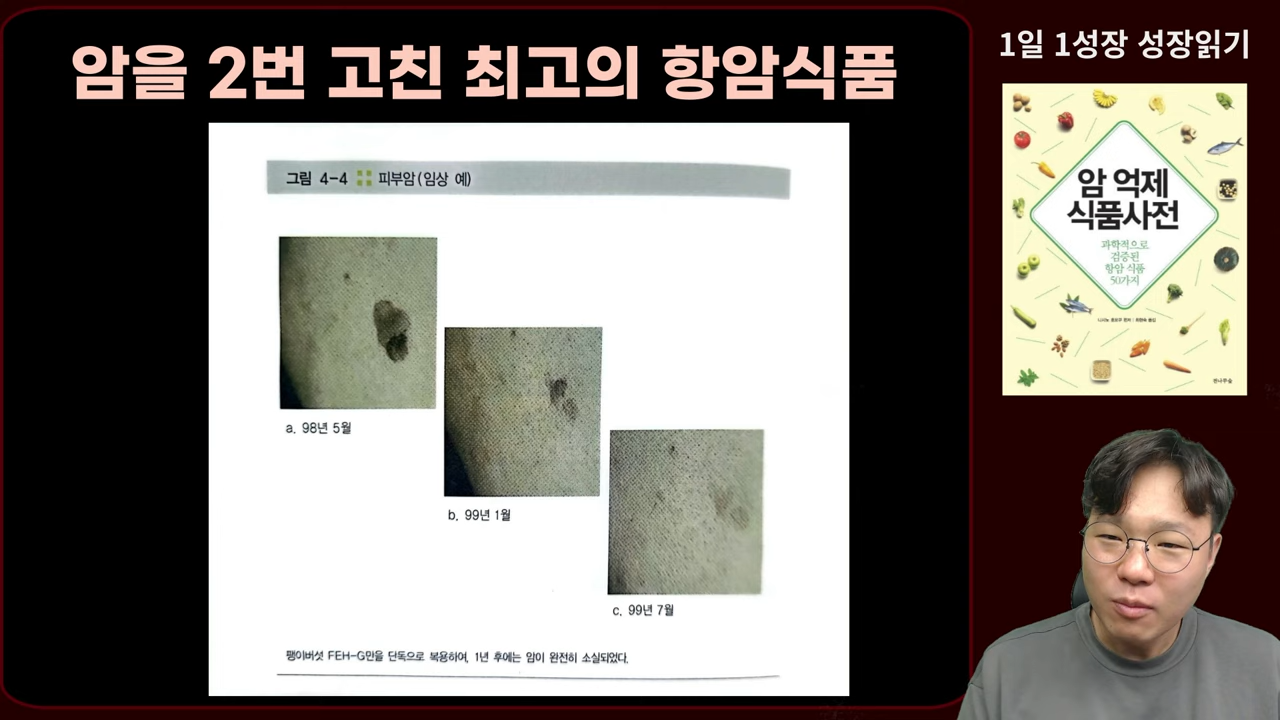 암을 2번 고친 최고의 항암식품
1일 1성장 성장읽기
그림 4-4 피부암(임상 예)
a. 98년 5월
b. 99년 1월
c. 99년 7월
팽이버섯 FEH-G만을 단독으로 복용하여, 1년 후에는 암이 완전히 소실되었다.
암 억제
식품사전
과학적으로
검증된
항암 식품
50가지
전나무숲